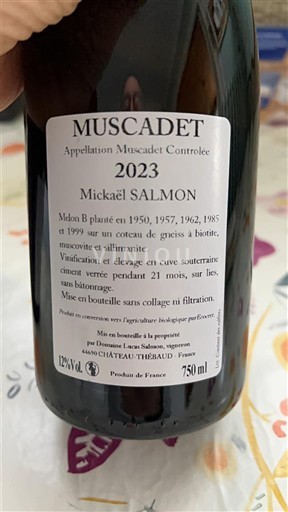 MUSCADET
Appellation Muscadet Controlée
2023
Mickaël SALMON
Melon B planté en 1950, 1957, 1962, 1985
et 1999 sur un coteau de gneiss à biotite,
muscovite et sillimanite.
Vinification et élevage en cuve souterraine
ciment verrée pendant 21 mois, sur lies,
sans bâtonnage.
Mise en bouteille sans collage ni filtration.
Produit en conversion vers l'agriculture biologique par Ecocert.
Mis en bouteille à la propriété
par Domaine Lucas Salmon, vigneron
44690 CHÂTEAU-THÉBAUD - France
12%Vol.
Produit de France
750 ml
VINIOU